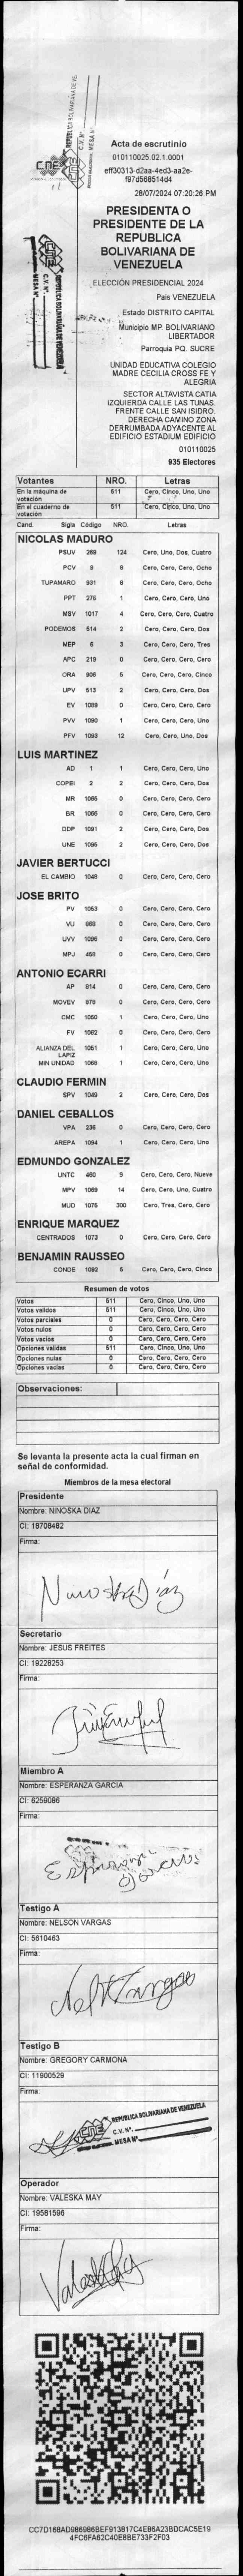 REPUBLICA BOLIVARIANA DE VE
C.V. N°.
MESA N°
CNE
REPUBLICA BOLIVARIANA DE VENEZUELA
C.V. N°.
MESA N°
Acta de escrutinio
010110025.02.1.0001
eff30313-d2aa-4ed3-aa2e-
f97d568514d4
28/07/2024 07:20:26 PM
PRESIDENTA O
PRESIDENTE DE LA
REPUBLICA
BOLIVARIANA DE
VENEZUELA
ELECCIÓN PRESIDENCIAL 2024
Pais VENEZUELA
Estado DISTRITO CAPITAL
Municipio MP. BOLIVARIANO
LIBERTADOR
Parroquia PQ. SUCRE
UNIDAD EDUCATIVA COLEGIO
MADRE CECILIA CROSS FE Y
ALEGRIA
SECTOR ALTAVISTA CATIA
IZQUIERDA CALLE LAS TUNAS.
FRENTE CALLE SAN ISIDRO.
DERECHA CAMINO ZONA
DERRUMBADA ADYACENTE AL
EDIFICIO ESTADIUM EDIFICIO
010110025
935 Electores
Votantes NRO. Letras
En la máquina de votación 511 Cero, Cinco, Uno, Uno
En el cuaderno de votación 511 Cero, Cinco, Uno, Uno
Cand. Sigla Código NRO. Letras
NICOLAS MADURO
PSUV 269 124 Cero, Uno, Dos, Cuatro
PCV 8 8 Cero, Cero, Cero, Ocho
TUPAMARO 931 8 Cero, Cero, Cero, Ocho
PPT 275 1 Cero, Cero, Cero, Uno
MSV 1017 4 Cero, Cero, Cero, Cuatro
PODEMOS 514 2 Cero, Cero, Cero, Dos
MEP 6 3 Cero, Cero, Cero, Tres
APC 219 0 Cero, Cero, Cero, Cero
ORA 906 5 Cero, Cero, Cero, Cinco
UPV 513 2 Cero, Cero, Cero, Dos
EV 1089 0 Cero, Cero, Cero, Cero
PVV 1090 1 Cero, Cero, Cero, Uno
PFV 1093 12 Cero, Cero, Uno, Dos
LUIS MARTINEZ
AD 1 1 Cero, Cero, Cero, Uno
COPEI 2 2 Cero, Cero, Cero, Dos
MR 1065 0 Cero, Cero, Cero, Cero
BR 1066 0 Cero, Cero, Cero, Cero
DDP 1091 2 Cero, Cero, Cero, Dos
UNE 1095 2 Cero, Cero, Cero, Dos
JAVIER BERTUCCI
EL CAMBIO 1046 0 Cero, Cero, Cero, Cero
JOSE BRITO
PV 1053 0 Cero, Cero, Cero, Cero
VU 968 0 Cero, Cero, Cero, Cero
UVV 1096 0 Cero, Cero, Cero, Cero
MPJ 458 0 Cero, Cero, Cero, Cero
ANTONIO ECARRI
AP 914 0 Cero, Cero, Cero, Cero
MOVEV 979 0 Cero, Cero, Cero, Cero
CMC 1050 1 Cero, Cero, Cero, Uno
FV 1062 0 Cero, Cero, Cero, Cero
ALIANZA DEL LAPIZ 1051 1 Cero, Cero, Cero, Uno
MIN UNIDAD 1068 1 Cero, Cero, Cero, Uno
CLAUDIO FERMIN
SPV 1049 2 Cero, Cero, Cero, Dos
DANIEL CEBALLOS
VPA 236 0 Cero, Cero, Cero, Cero
AREPA 1094 1 Cero, Cero, Cero, Uno
EDMUNDO GONZALEZ
UNTC 460 9 Cero, Cero, Cero, Nueve
MPV 1069 14 Cero, Cero, Uno, Cuatro
MUD 1075 300 Cero, Tres, Cero, Cero
ENRIQUE MARQUEZ
CENTRADOS 1073 0 Cero, Cero, Cero, Cero
BENJAMIN RAUSSEO
CONDE 1092 5 Cero, Cero, Cero, Cinco
Resumen de votos
Votos 511 Cero, Cinco, Uno, Uno
Votos validos 511 Cero, Cinco, Uno, Uno
Votos parciales 0 Cero, Cero, Cero, Cero
Votos nulos 0 Cero, Cero, Cero, Cero
Votos vacios 0 Cero, Cero, Cero, Cero
Opciones validas 511 Cero, Cinco, Uno, Uno
Opciones nulas 0 Cero, Cero, Cero, Cero
Opciones vacias 0 Cero, Cero, Cero, Cero
Observaciones:
Se levanta la presente acta la cual firman en
señal de conformidad.
Miembros de la mesa electoral
Presidente
Nombre: NINOSKA DIAZ
CI: 16708482
Firma:
Ninoska Díaz
Secretario
Nombre: JESUS FREITES
CI: 19228253
Firma:
Miembro A
Nombre: ESPERANZA GARCIA
CI: 6259086
Firma:
Esperanza Garcia
Testigo A
Nombre: NELSON VARGAS
CI: 5610463
Firma:
Testigo B
Nombre: GREGORY CARMONA
CI: 11900529
Firma:
CNE
REPUBLICA BOLIVARIANA DE VENEZUELA
C.V. N°.
MESA N°
Operador
Nombre: VALESKA MAY
CI: 19581596
Firma:
CC7D168AD986986BEF913817C4E86A23BDCAC5E19
4FC6FA62C40E8BE733F2F03